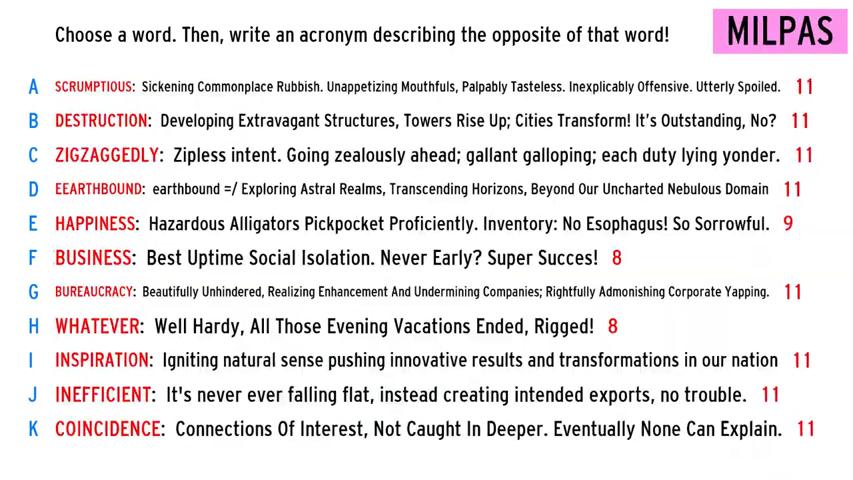 Choose a word. Then, write an acronym describing the opposite of that word!
MILPAS
A SCRUMPTIOUS: Sickening Commonplace Rubbish. Unappetizing Mouthfuls, Palpably Tasteless. Inexplicably Offensive. Utterly Spoiled. 11
B DESTRUCTION: Developing Extravagant Structures, Towers Rise Up; Cities Transform! It's Outstanding, No? 11
C ZIGZAGGEDLY: Zipless intent. Going zealously ahead; gallant galloping; each duty lying yonder. 11
D EEARTHBOUND: earthbound =/ Exploring Astral Realms, Transcending Horizons, Beyond Our Uncharted Nebulous Domain 11
E HAPPINESS: Hazardous Alligators Pickpocket Proficiently. Inventory: No Esophagus! So Sorrowful. 9
F BUSINESS: Best Uptime Social Isolation. Never Early? Super Succes! 8
G BUREAUCRACY: Beautifully Unhindered, Realizing Enhancement And Undermining Companies; Rightfully Admonishing Corporate Yapping. 11
H WHATEVER: Well Hardy, All Those Evening Vacations Ended, Rigged! 8
I INSPIRATION: Igniting natural sense pushing innovative results and transformations in our nation 11
J INEFFICIENT: It's never ever falling flat, instead creating intended exports, no trouble. 11
K COINCIDENCE: Connections Of Interest, Not Caught In Deeper. Eventually None Can Explain. 11